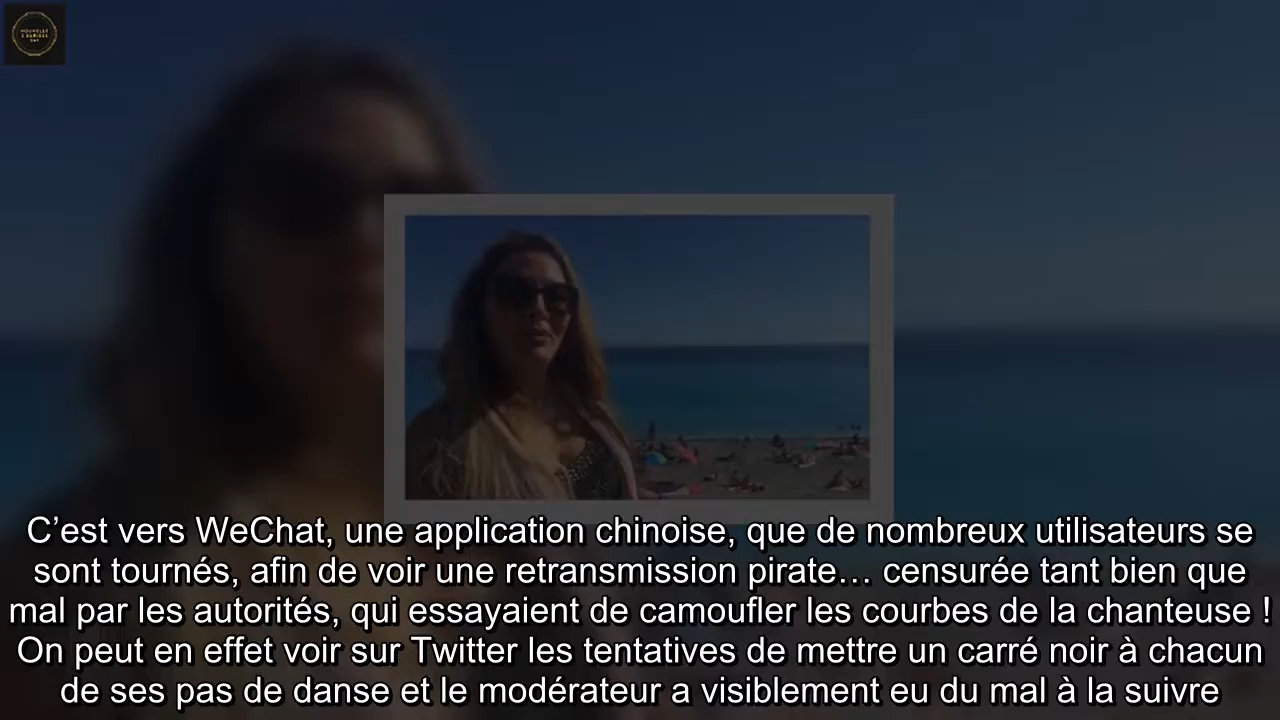 C’est vers WeChat, une application chinoise, que de nombreux utilisateurs se
sont tournés, afin de voir une retransmission pirate… censurée tant bien que
mal par les autorités, qui essayaient de camoufler les courbes de la chanteuse !
On peut en effet voir sur Twitter les tentatives de mettre un carré noir à chacun
de ses pas de danse et le modérateur a visiblement eu du mal à la suivre